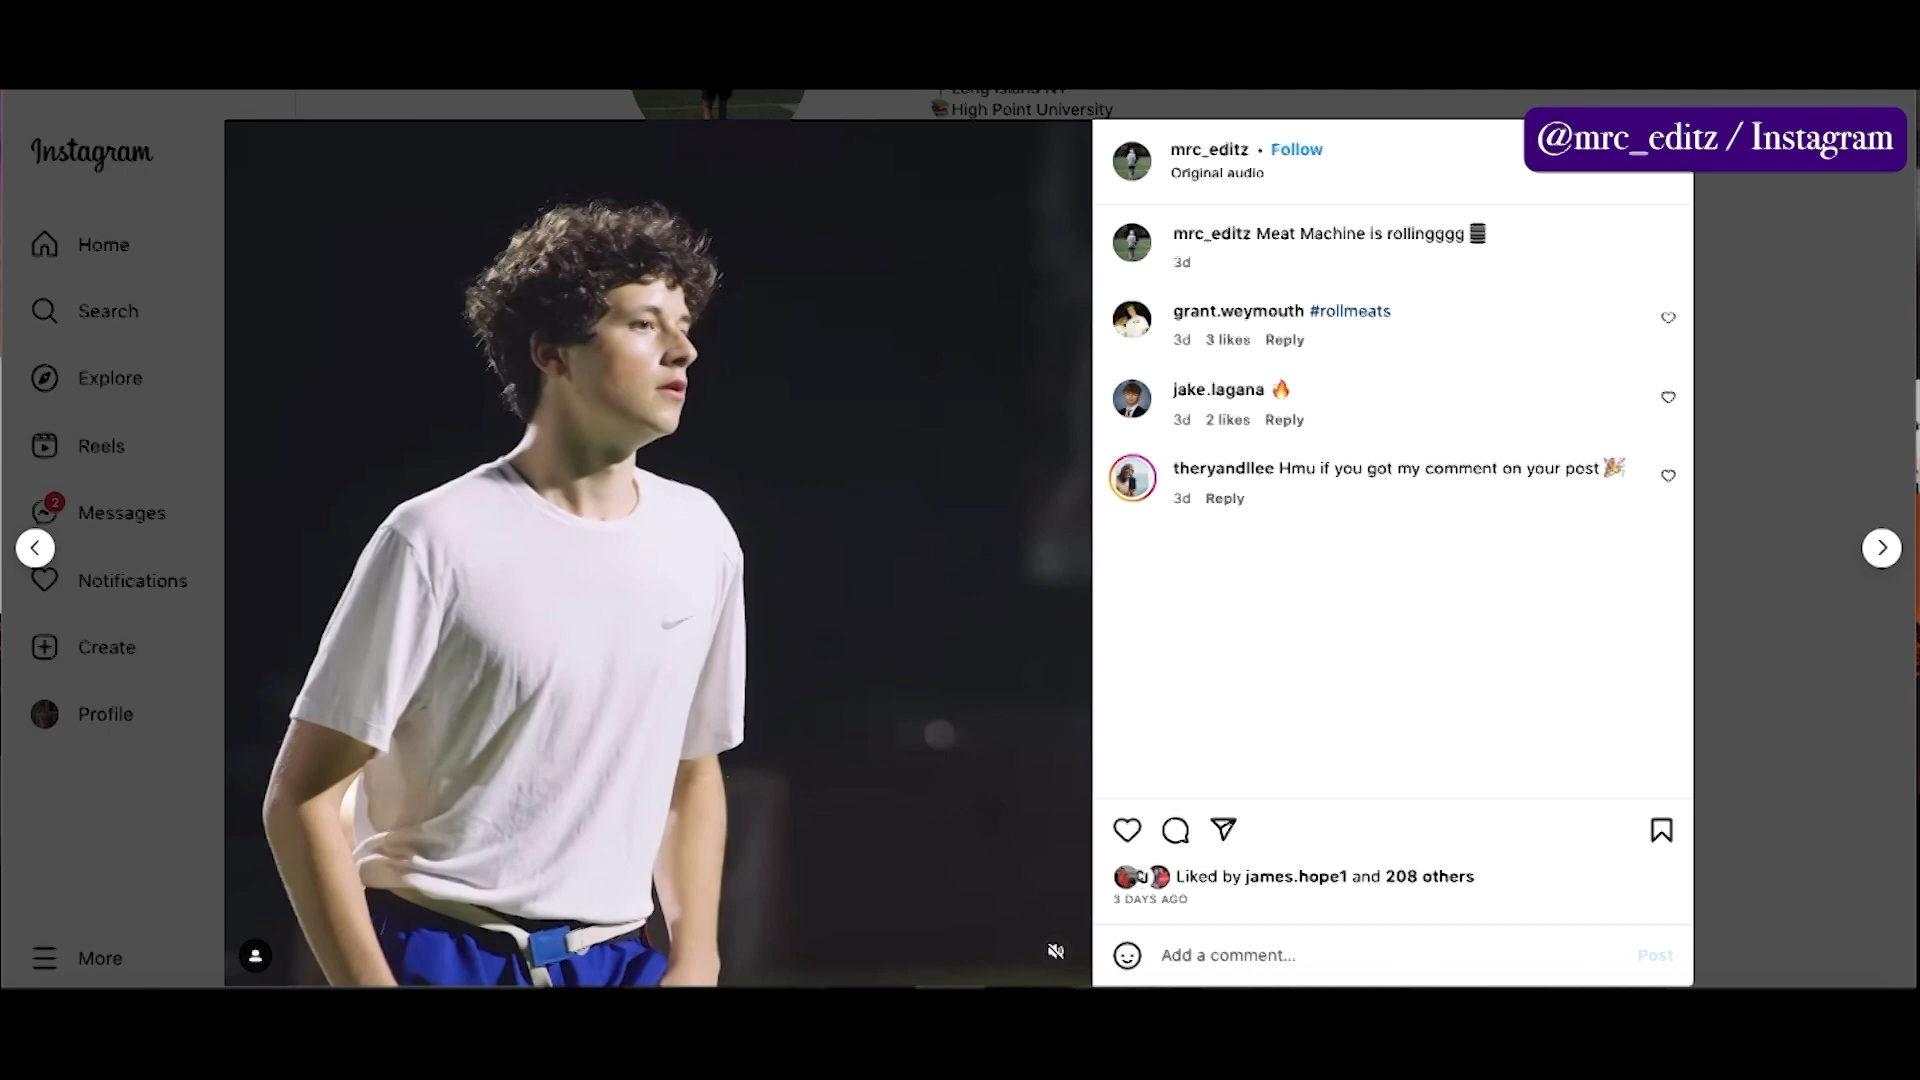 High Point University
@mrc_editz / Instagram
Instagram
Home
Search
Explore
Reels
2
Messages
Notifications
Create
Profile
More
mrc_editz • Follow
Original audio
mrc_editz Meat Machine is rollingggg
3d
grant.weymouth #rollmeats
3d 3 likes Reply
jake.lagana
3d 2 likes Reply
theryandllee Hmu if you got my comment on your post
3d Reply
Liked by james.hope1 and 208 others
3 DAYS AGO
Add a comment...
Post